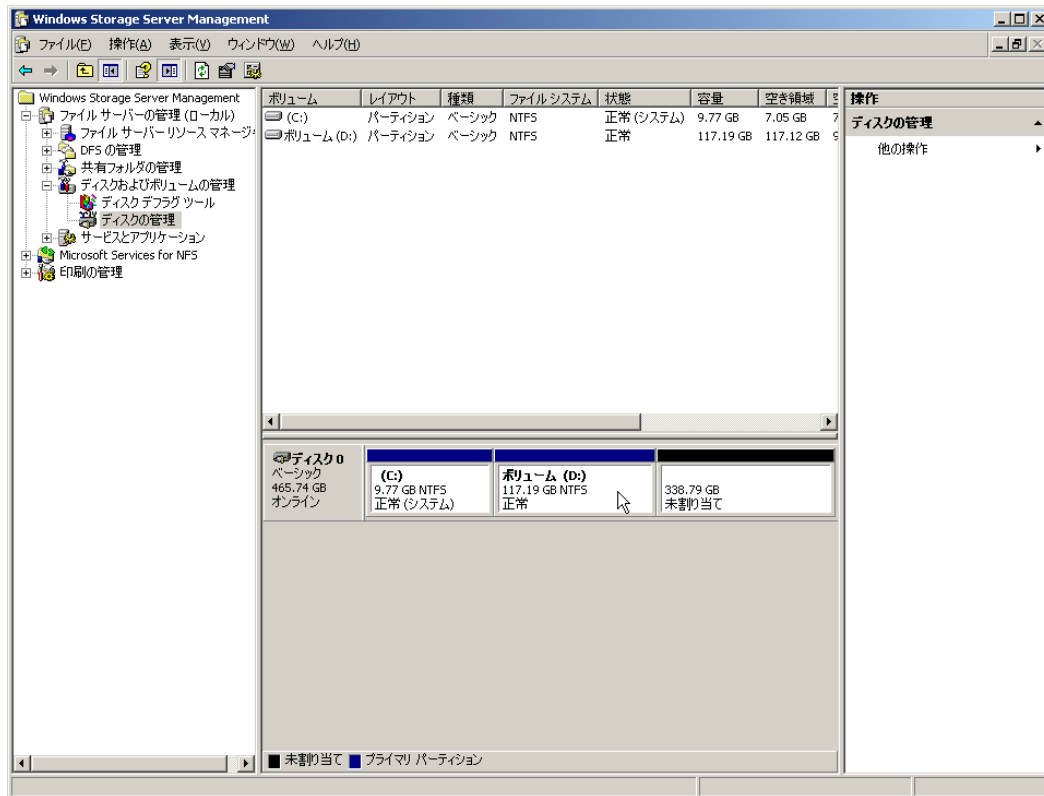 Windows Storage Server Management
ファイル(F) 操作(A) 表示(V) ウィンドウ(W) ヘルプ(H)
Windows Storage Server Management
ファイル サーバーの管理 (ローカル)
ファイル サーバー リソース マネージ
DFS の管理
共有フォルダの管理
ディスクおよびボリュームの管理
ディスク デフラグ ツール
ディスクの管理
サービスとアプリケーション
Microsoft Services for NFS
印刷の管理
ボリューム レイアウト 種類 ファイル システム 状態 容量 空き領域
(C:) パーティション ベーシック NTFS 正常 (システム) 9.77 GB 7.05 GB 7
ボリューム (D:) パーティション ベーシック NTFS 正常 117.19 GB 117.12 GB 9
ディスク 0
ベーシック
465.74 GB
オンライン
(C:)
9.77 GB NTFS
正常 (システム)
ボリューム (D:)
117.19 GB NTFS
正常
338.79 GB
未割り当て
未割り当て プライマリ パーティション
操作
ディスクの管理
他の操作